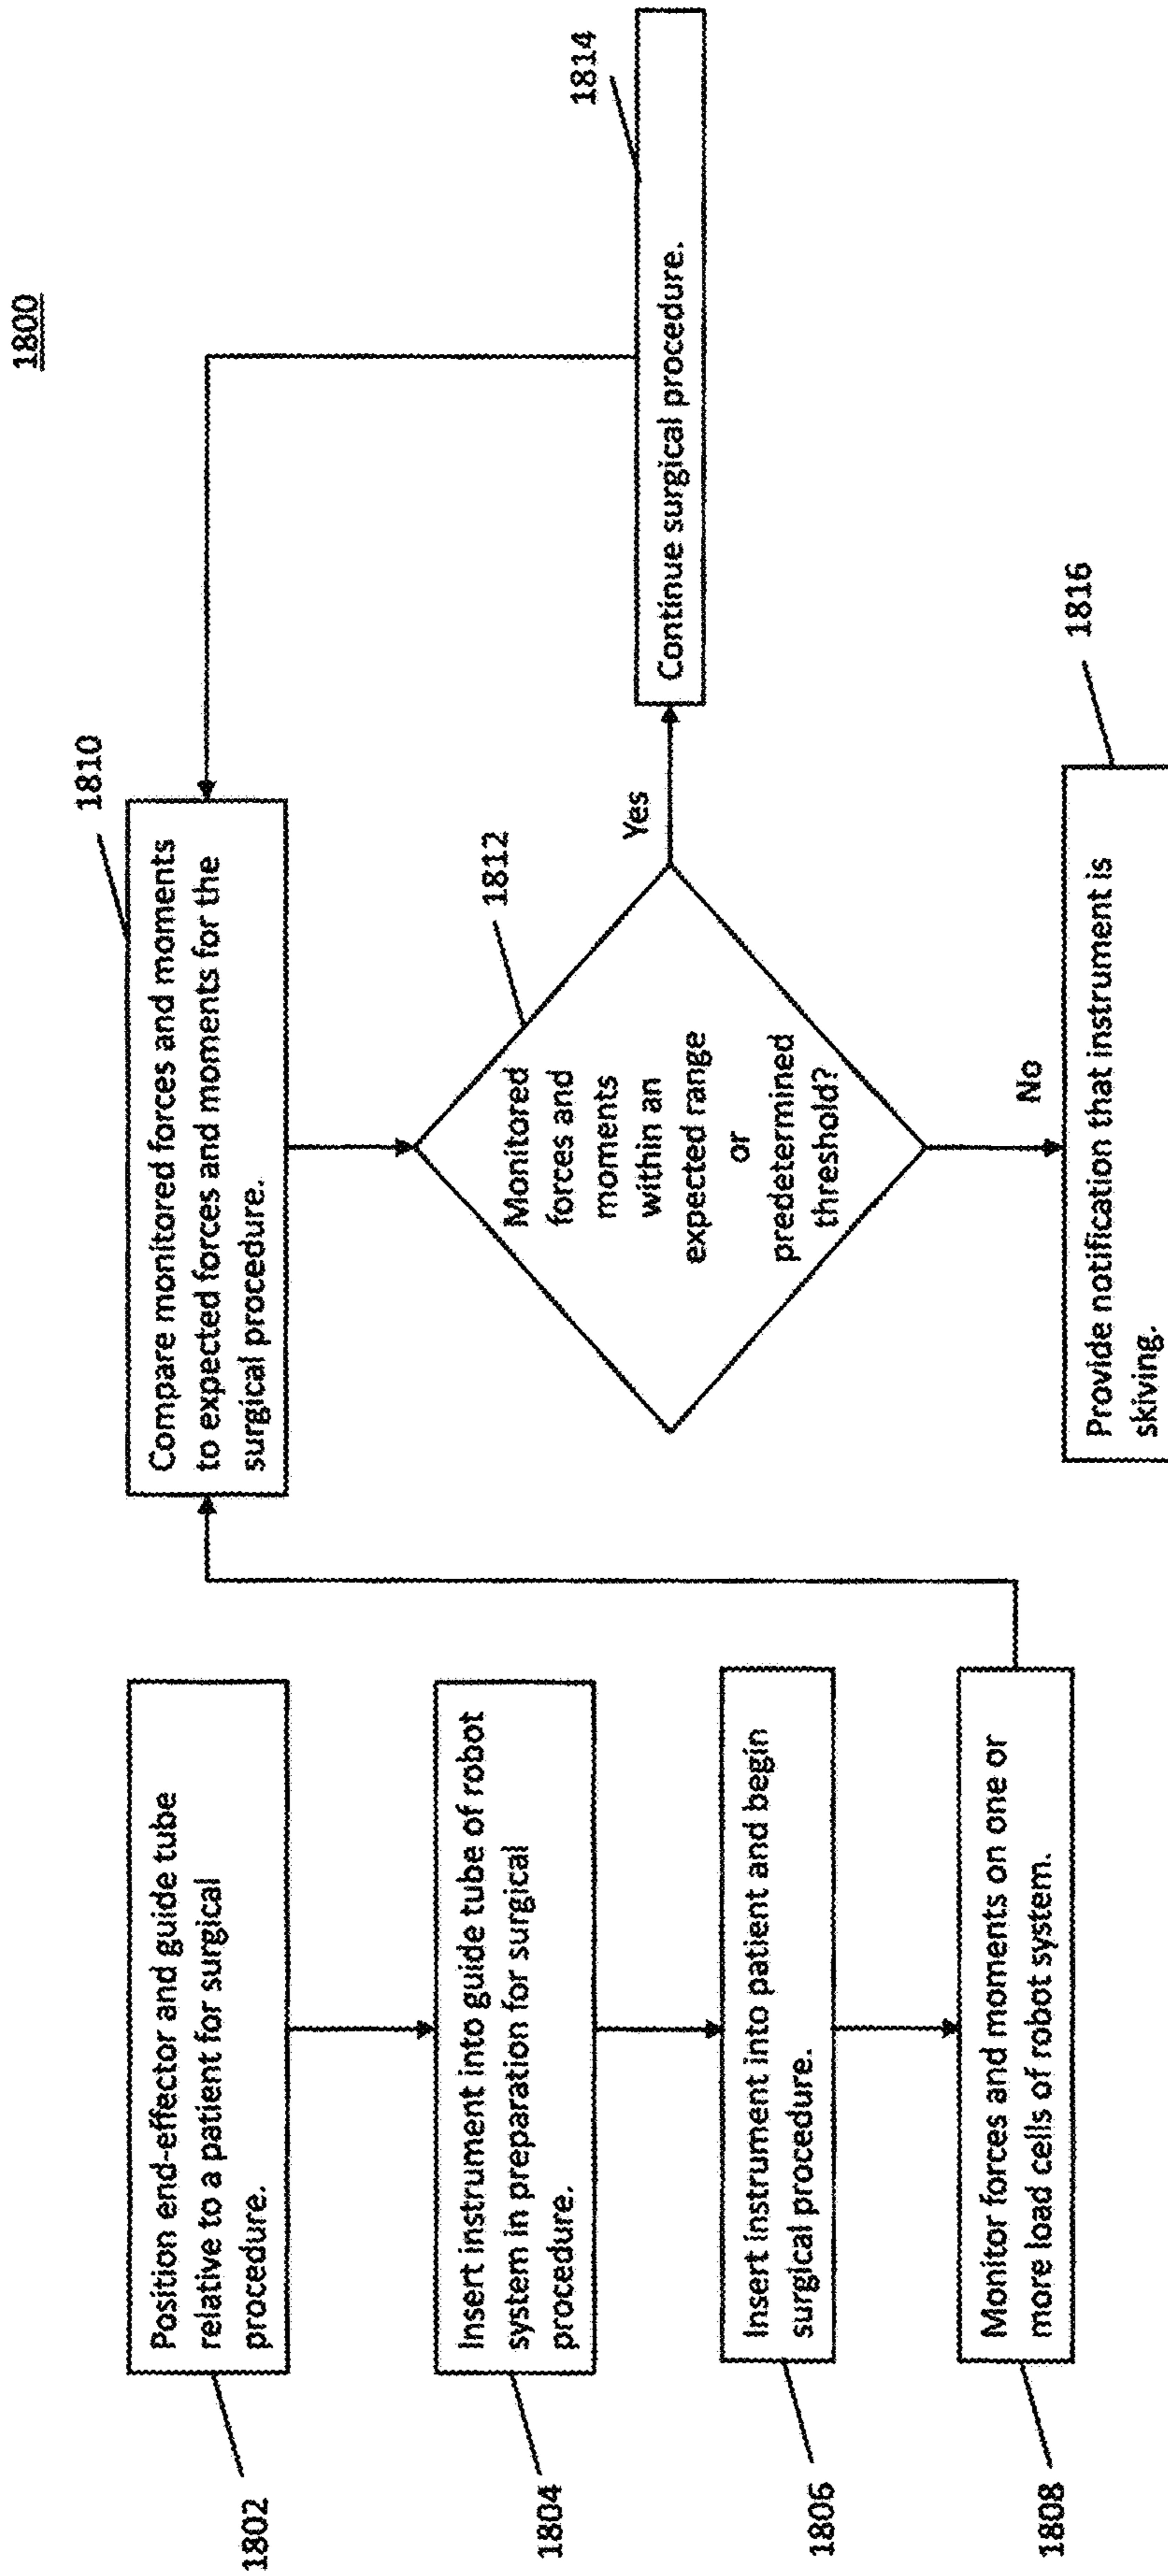 1800
1802
Position end-effector and guide tube
relative to a patient for surgical
procedure.
1804
Insert instrument into guide tube of robot
system in preparation for surgical
procedure.
1806
Insert instrument into patient and begin
surgical procedure.
1808
Monitor forces and moments on one or
more load cells of robot system.
1810
Compare monitored forces and moments
to expected forces and moments for the
surgical procedure.
1812
Monitored
forces and
moments
within an
expected range
or
predetermined
threshold?
Yes
1814
Continue surgical procedure.
No
1816
Provide notification that instrument is
skiving.